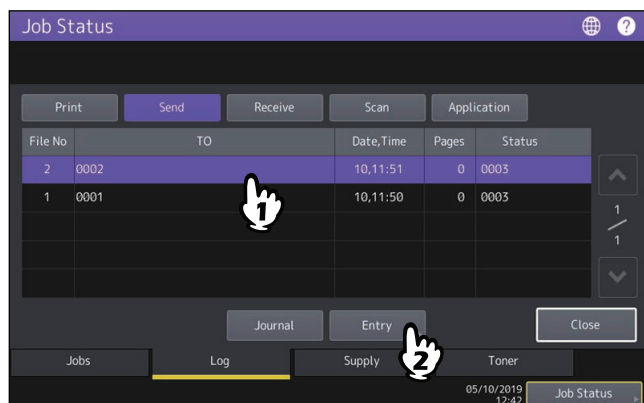 Job Status ?
Print Send Receive Scan Application
File No TO Date,Time Pages Status
2 0002 10,11:51 0 0003
1 0001 10,11:50 0 0003
1
1
1
Journal Entry Close
2
Jobs Log Supply Toner
05/10/2019
12:42 Job Status